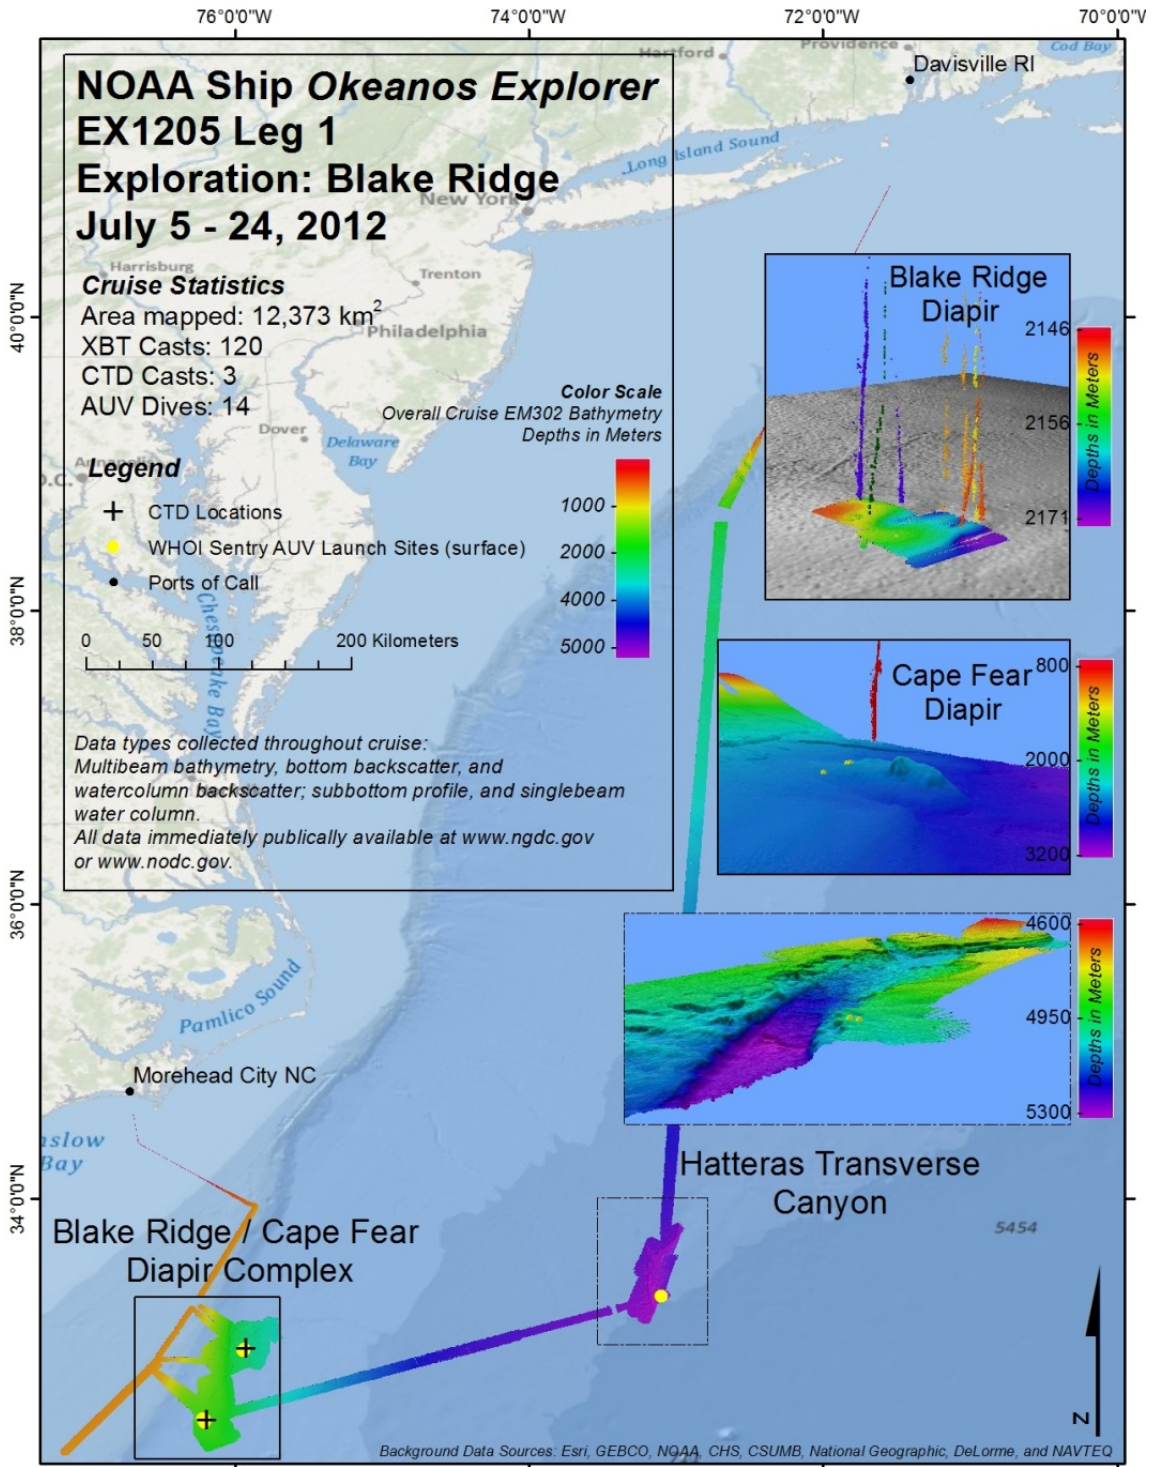 76°0'0"W
74°0'0"W
72°0'0"W
70°0'0"W
Hartford
Providence
Cod Bay
Davisville RI
NOAA Ship Okeanos Explorer
EX1205 Leg 1
Exploration: Blake Ridge
July 5 - 24, 2012
Long Island Sound
New York
Harrisburg
Trenton
Philadelphia
Cruise Statistics
Area mapped: 12,373 km2
XBT Casts: 120
CTD Casts: 3
AUV Dives: 14
Dover
Delaware
Bay
D.C.
Color Scale
Overall Cruise EM302 Bathymetry
Depths in Meters
1000
2000
4000
5000
Legend
CTD Locations
WHOI Sentry AUV Launch Sites (surface)
Ports of Call
0 50 100 200 Kilometers
Chesapeake Bay
Data types collected throughout cruise:
Multibeam bathymetry, bottom backscatter, and
watercolumn backscatter; subbottom profile, and singlebeam
water column.
All data immediately publically available at www.ngdc.gov
or www.nodc.gov.
40°0'0"N
38°0'0"N
36°0'0"N
34°0'0"N
Blake Ridge
Diapir
2146
2156
2171
Depths in Meters
Cape Fear
Diapir
800
2000
3200
Depths in Meters
4600
4950
5300
Depths in Meters
Pamlico Sound
Morehead City NC
nslow
Bay
Hatteras Transverse
Canyon
5454
Blake Ridge / Cape Fear
Diapir Complex
N
Background Data Sources: Esri, GEBCO, NOAA, CHS, CSUMB, National Geographic, DeLorme, and NAVTEQ